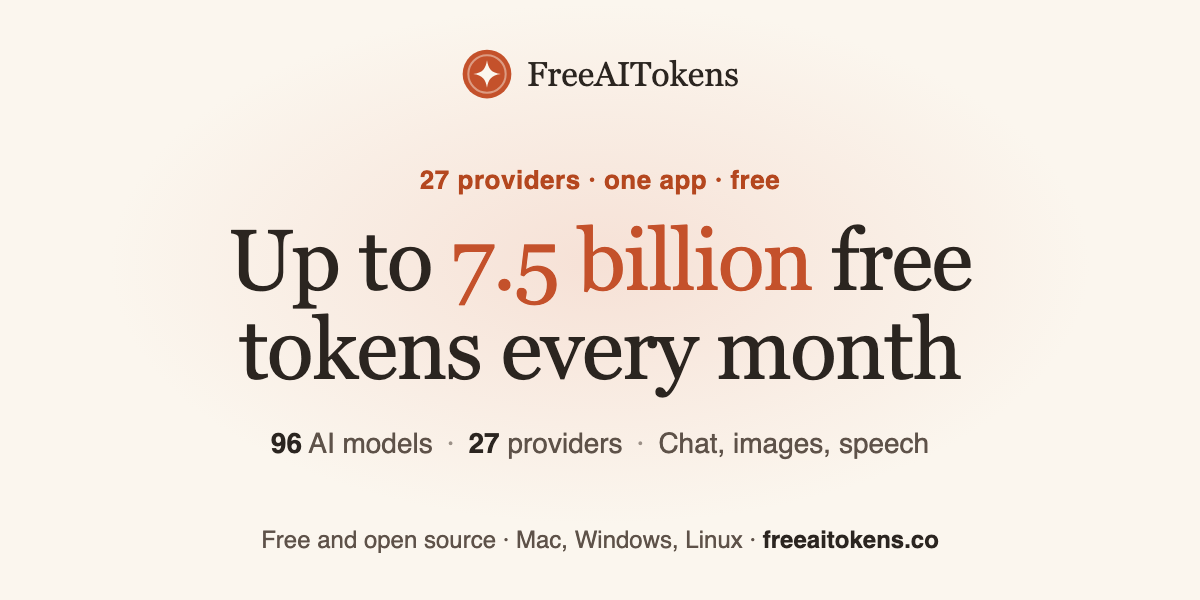 FreeAITokens
27 providers · one app · free
Up to 7.5 billion free
tokens every month
96 AI models · 27 providers · Chat, images, speech
Free and open source · Mac, Windows, Linux · freeaitokens.co